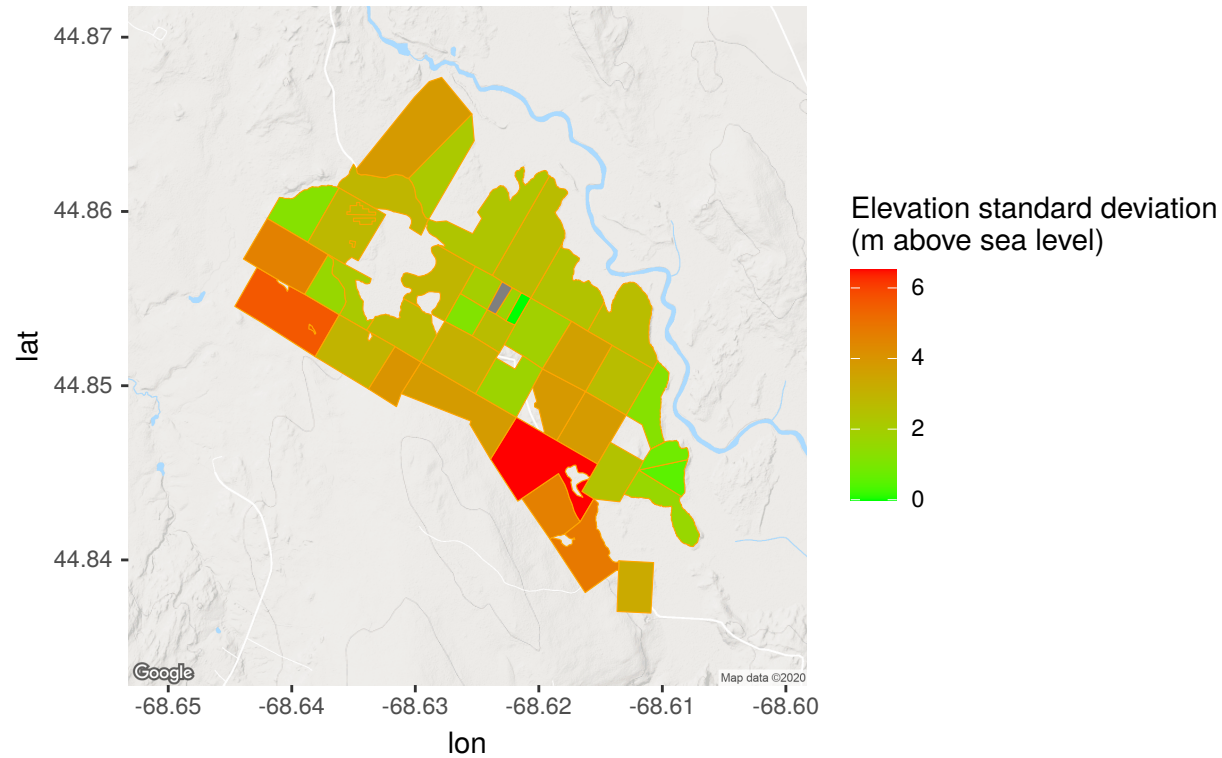 44.87
44.86
44.85
44.84
lat
-68.65
-68.64
-68.63
-68.62
-68.61
-68.60
lon
Google
Map data ©2020
Elevation standard deviation
(m above sea level)
6
4
2
0